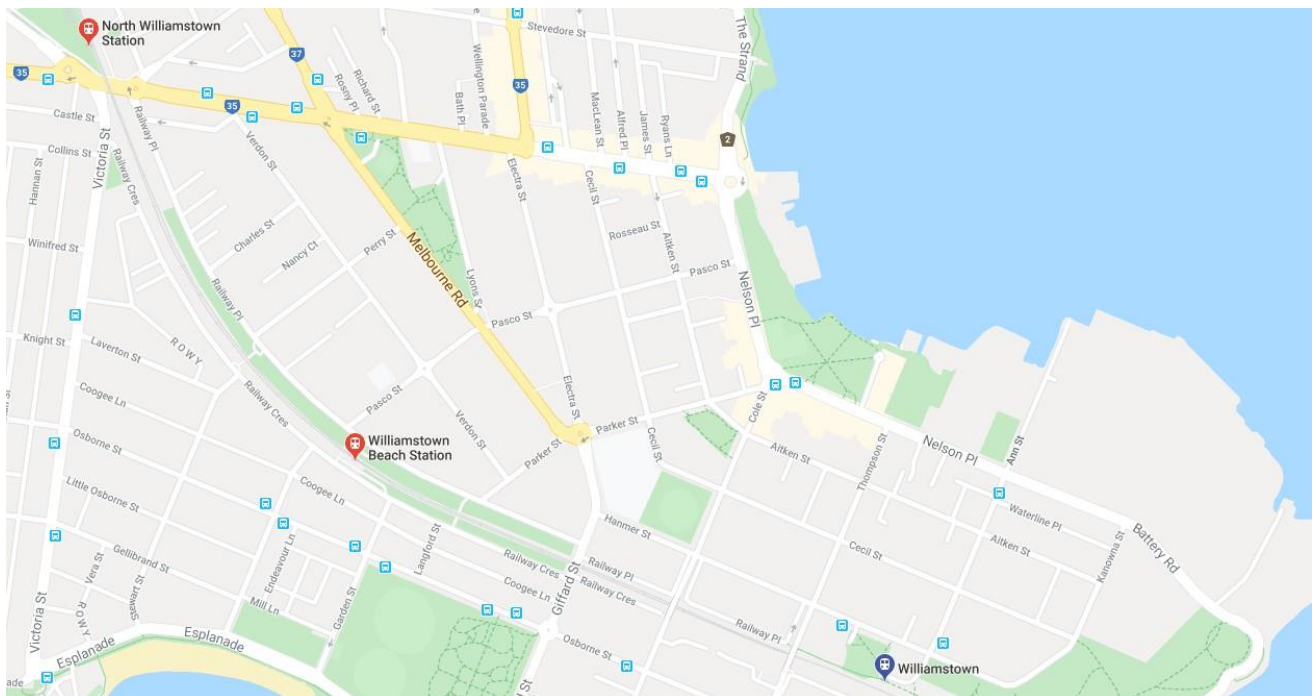 North Williamstown
Station
37
Stevedore St
The Strand
35
Rosny Pl
Richard St
Bath Pl
Wellington Parade
35
MacLean St
Alfred Pl
James St
Ryans Ln
35
Castle St
Collins St
Victoria St
Railway Pl
Railway Cres
Verdon St
2
Hannan St
Electra St
Cecil St
Winifred St
Charles St
Nancy Ct
Perry St
Melbourne Rd
Rosseau St
Aitken St
Pasco St
Nelson Pl
Lyons St
Railway Pl
Pasco St
Knight St
Laverton St
R O W Y
Coogee Ln
Railway Cres
Pasco St
Electra St
Verdon St
Cole St
Osborne St
Williamstown
Beach Station
Parker St
Parker St
Cecil St
Aitken St
Thompson St
Nelson Pl
Ann St
Little Osborne St
Coogee Ln
Waterline Pl
Hanmer St
Battery Rd
Gellibrand St
Vera St
Stewart St
R O W Y
Endeavour Ln
Langford St
Railway Cres
Coogee Ln
Railway Pl
Railway Cres
Cecil St
Aitken St
Kanowna St
Mill Ln
Garden St
Giffard St
Victoria St
Esplanade
Esplanade
Osborne St
Railway Pl
Williamstown
ade